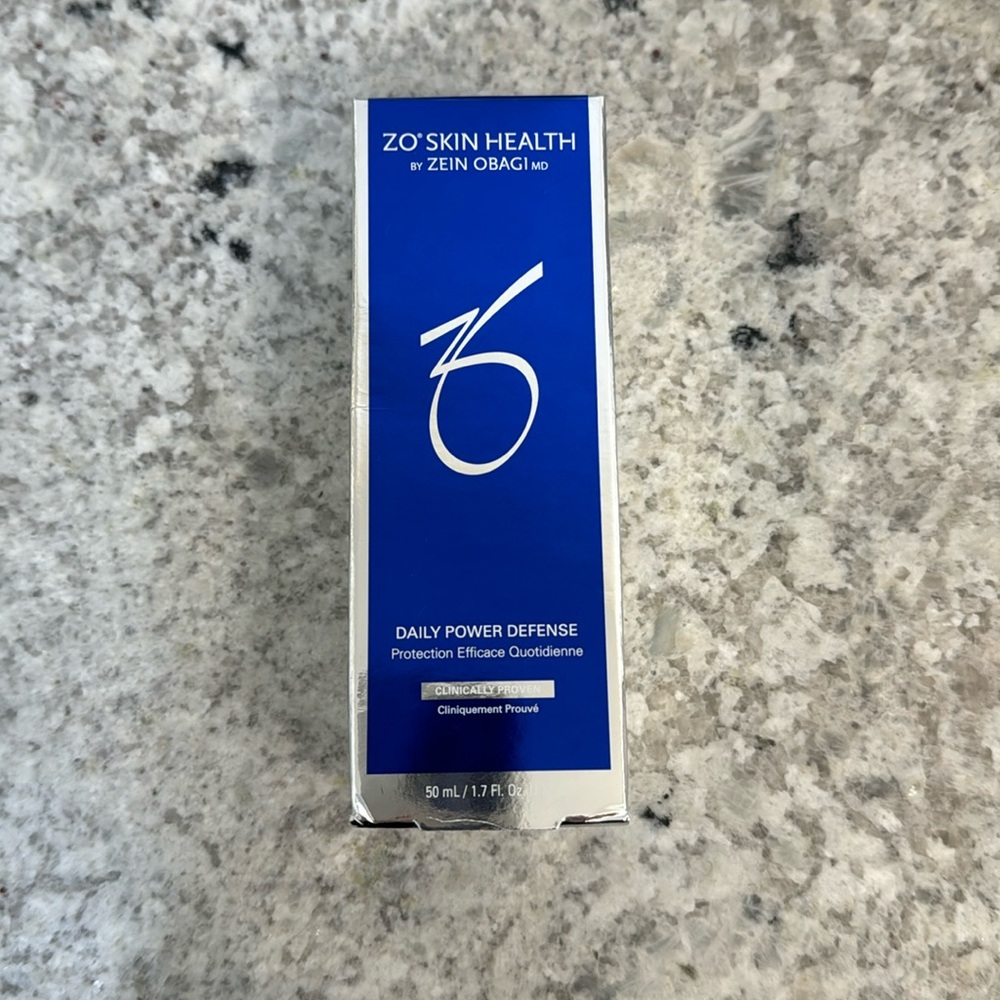 ZO® SKIN HEALTH
BY ZEIN OBAGI MD
ZO
DAILY POWER DEFENSE
Protection Efficace Quotidienne
CLINICALLY PROVEN
Cliniquement Prouvé
50 mL / 1.7 Fl. Oz.